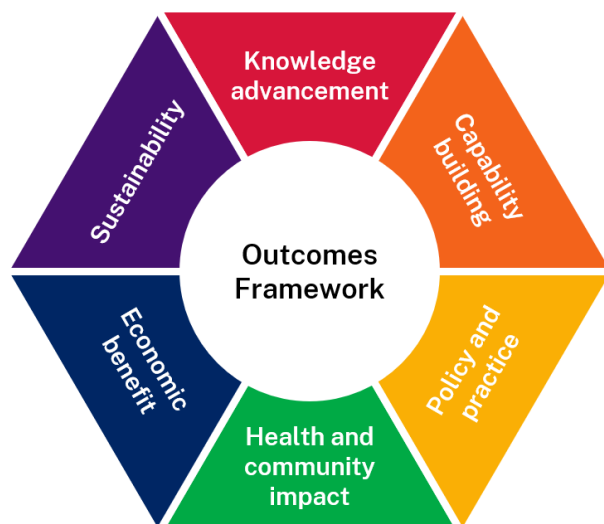 Knowledge
advancement
Capability
building
Policy and
practice
Health and
community
impact
Economic
benefit
Sustainability
Outcomes
Framework